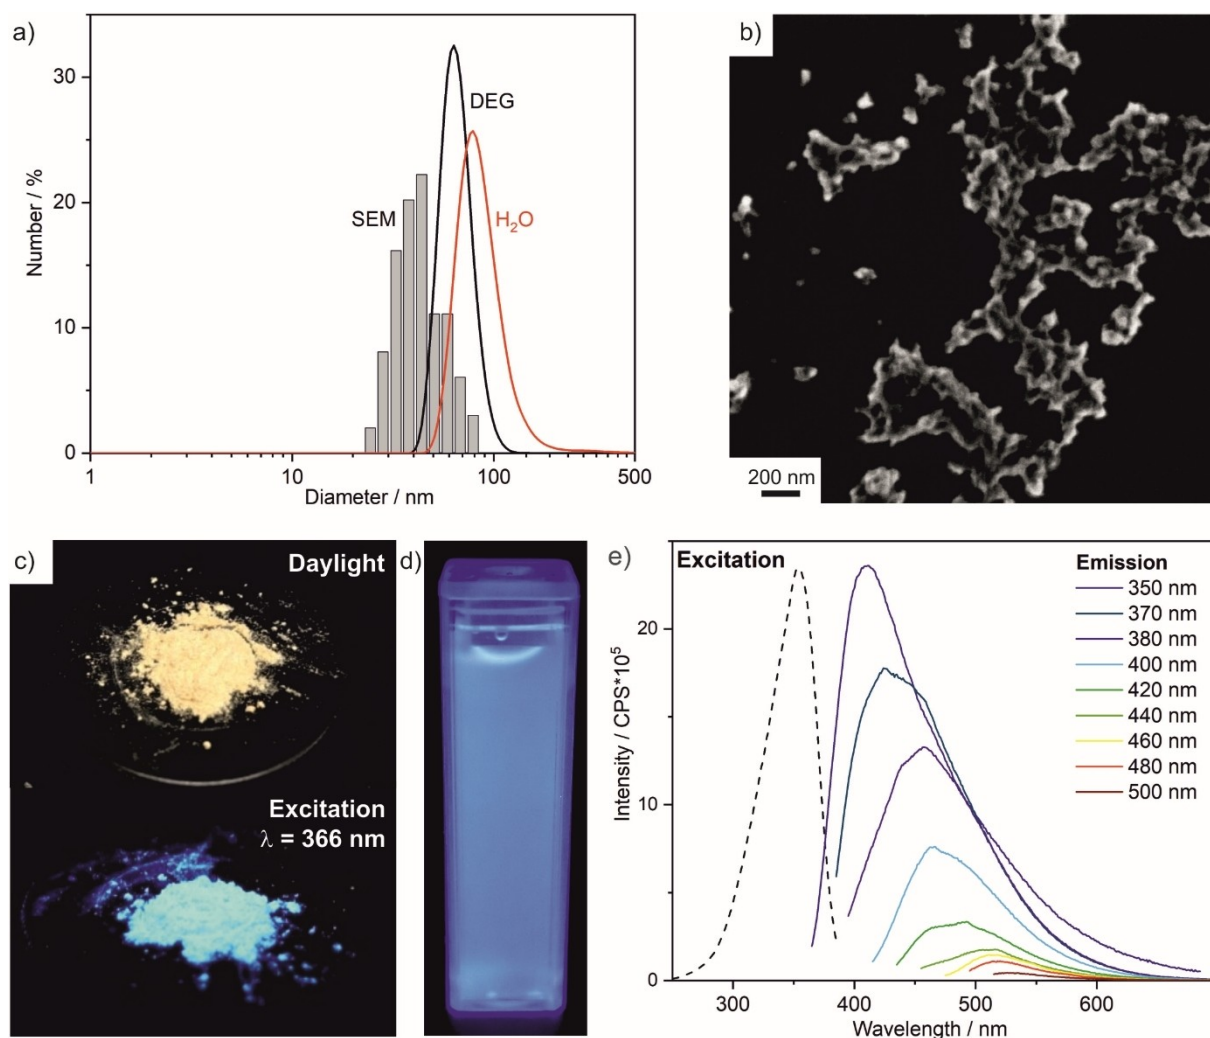 a)
Number / %
30
20
10
0
SEM
DEG
H₂O
1
10
100
500
Diameter / nm
b)
200 nm
c)
Daylight
Excitation
λ = 366 nm
d)
e)
Excitation
Emission
350 nm
370 nm
380 nm
400 nm
420 nm
440 nm
460 nm
480 nm
500 nm
Intensity / CPS*10⁵
20
10
0
300
400
500
600
Wavelength / nm